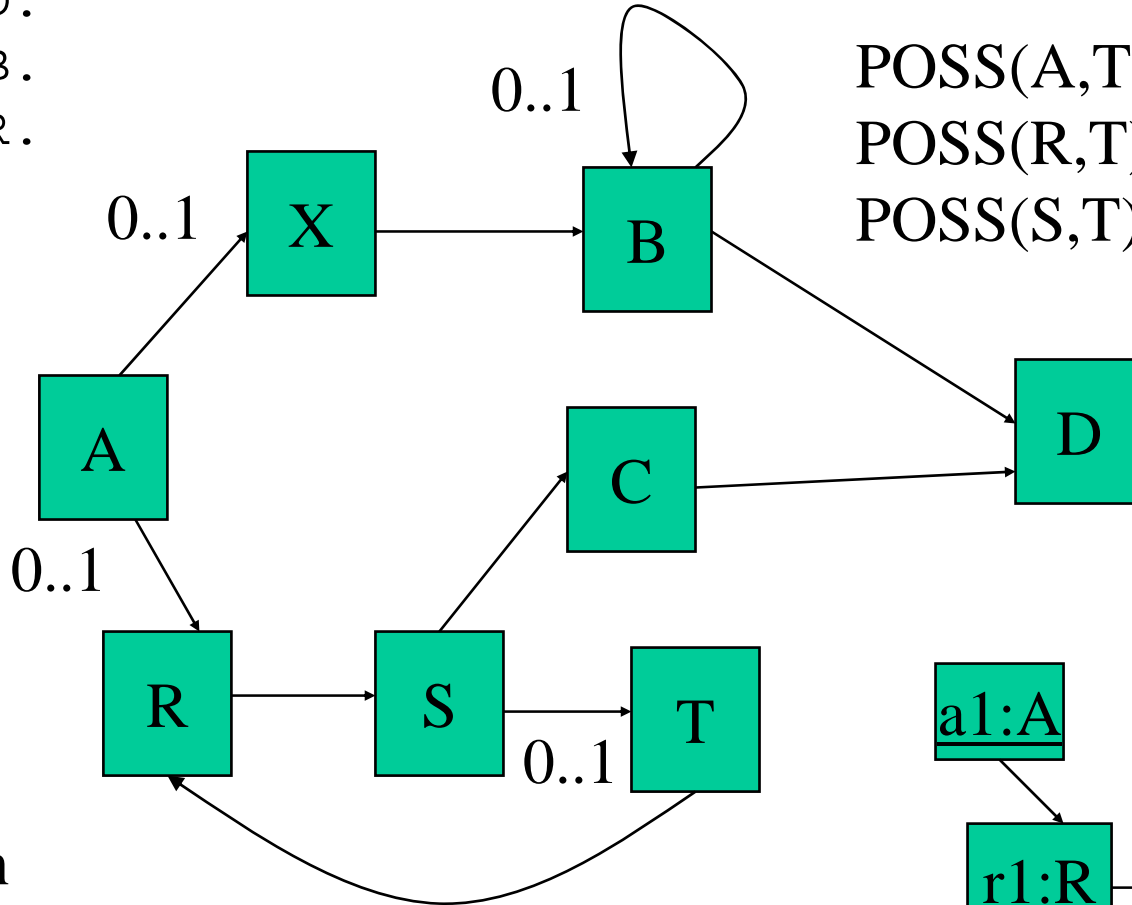 B.
R.
POSS(A,T
POSS(R,T)
POSS(S,T)
0..1
0..1
X
B
A
C
D
0..1
R
S
T
0..1
a1:A
r1:R